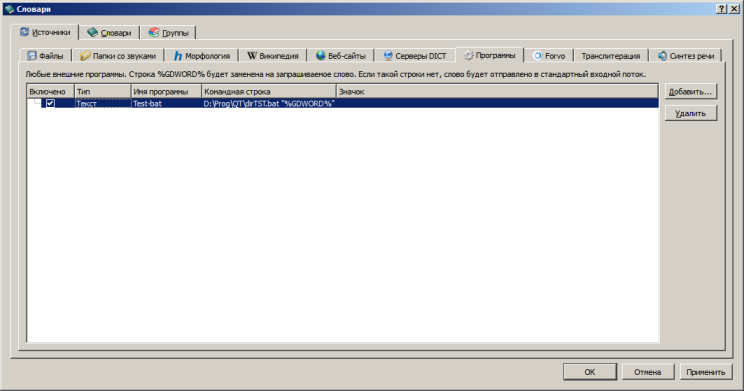 Словари
Источники Словари Группы
Файлы Папки со звуками Морфология Википедия Веб-сайты Серверы DICT Программы Forvo Транслитерация Синтез речи
Любые внешние программы. Строка %GDWORD% будет заменена на запрашиваемое слово. Если такой строки нет, слово будет отправлено в стандартный входной поток.
Включено Тип Имя программы Командная строка Значок
Текст Test-bat D:\Prog\QT\dirTST.bat "%GDWORD%"
Добавить...
Удалить
OK Отмена Применить